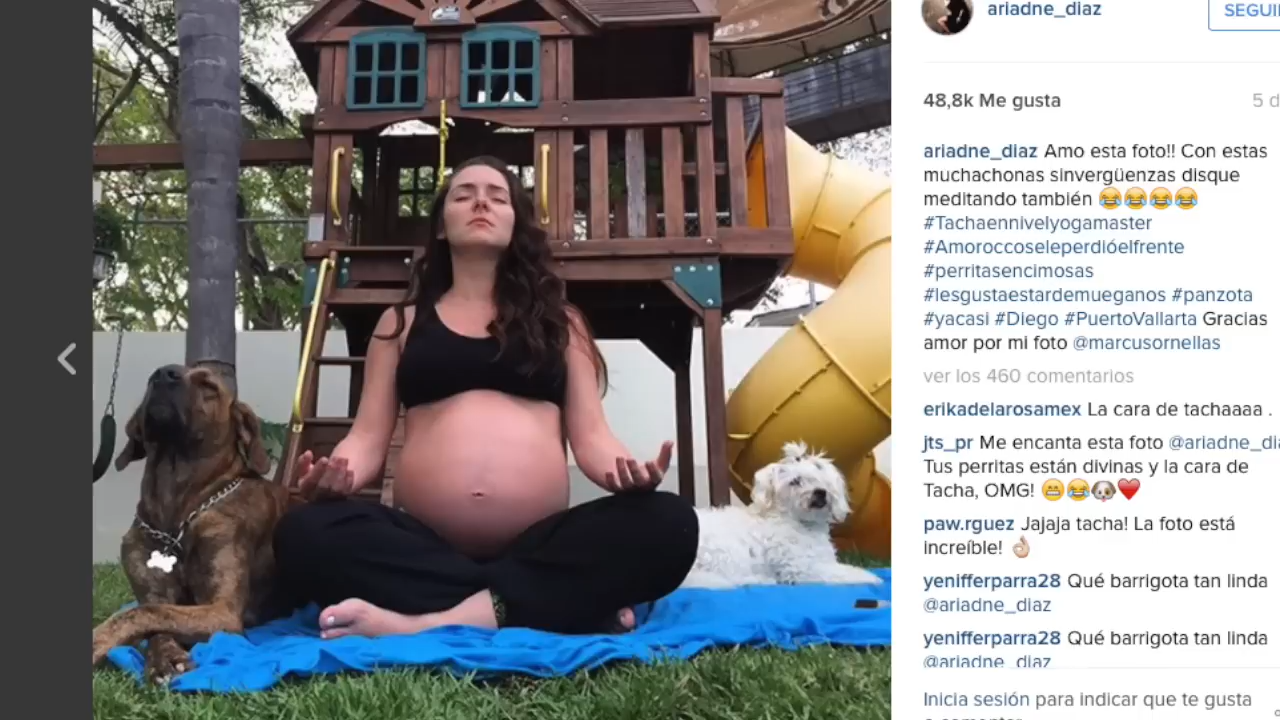 ariadne_diaz
SEGUI
48,8k Me gusta
5 d
ariadne_diaz Amo esta foto!! Con estas
muchachonas sinvergüenzas disque
meditando también 😂😂😂😂
#Tachaennivelyogamaster
#Amoroccoseleperdióelfrente
#perritasencimosas
#lesgustaestardemueganos #panzota
#yacasi #Diego #PuertoVallarta Gracias
amor por mi foto @marcusornellas
ver los 460 comentarios
erikadelarosamex La cara de tachaaaa .
jts_pr Me encanta esta foto @ariadne_dia
Tus perritas están divinas y la cara de
Tacha, OMG! 😁😂🐶❤️
paw.rguez Jajaja tacha! La foto está
increíble! 👌🏼
yenifferparra28 Qué barrigota tan linda
@ariadne_diaz
yenifferparra28 Qué barrigota tan linda
@ariadne_diaz
Inicia sesión para indicar que te gusta
o comentar